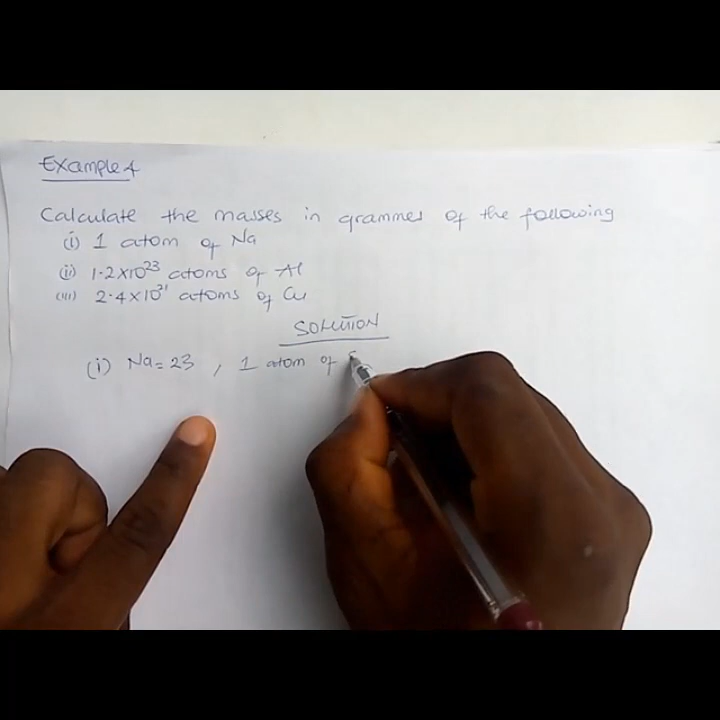 Example 4
Calculate the masses in grammes of the following
(i) 1 atom of Na
(ii) 1.2×10²³ atoms of Al
(iii) 2.4×10³¹ atoms of Cu
SOLUTION
(i) Na = 23 , 1 atom of